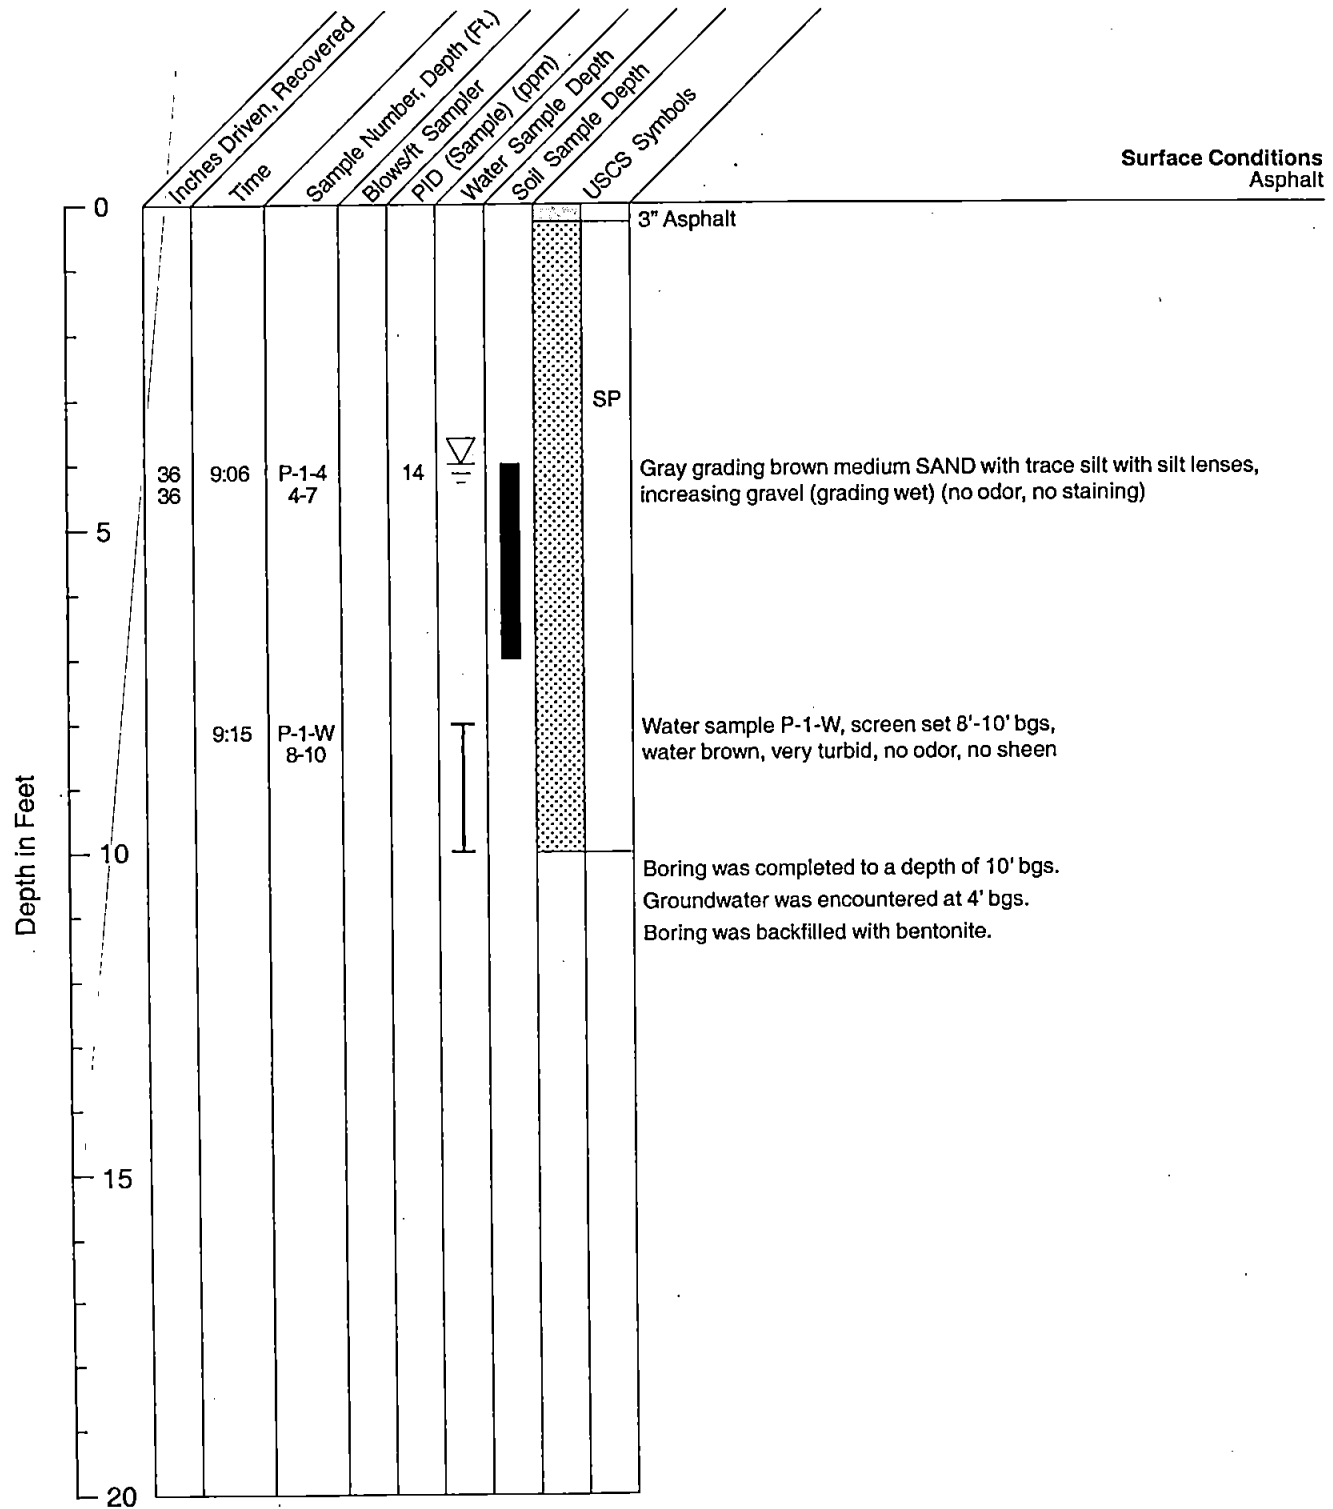 Inches Driven, Recovered
Time
Sample Number, Depth (Ft.)
Blows/ft Sampler
PID (Sample) (ppm)
Water Sample Depth
Soil Sample Depth
USCS Symbols
Surface Conditions
Asphalt
0
3" Asphalt
SP
36
36
9:06
P-1-4
4-7
14
Gray grading brown medium SAND with trace silt with silt lenses,
increasing gravel (grading wet) (no odor, no staining)
5
9:15
P-1-W
8-10
Water sample P-1-W, screen set 8'-10' bgs,
water brown, very turbid, no odor, no sheen
Depth in Feet
10
Boring was completed to a depth of 10' bgs.
Groundwater was encountered at 4' bgs.
Boring was backfilled with bentonite.
15
20